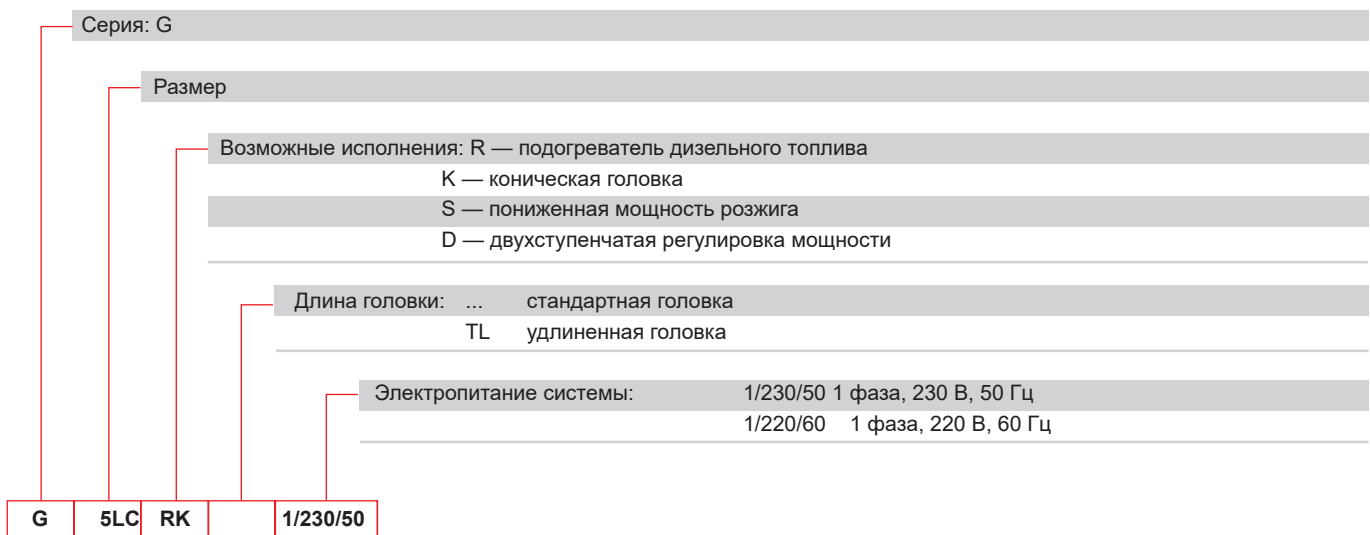 Серия: G
Размер
Возможные исполнения: R — подогреватель дизельного топлива
K — коническая головка
S — пониженная мощность розжига
D — двухступенчатая регулировка мощности
Длина головки: ... стандартная головка
TL удлиненная головка
Электропитание системы: 1/230/50 1 фаза, 230 В, 50 Гц
1/220/60 1 фаза, 220 В, 60 Гц
G 5LC RK 1/230/50